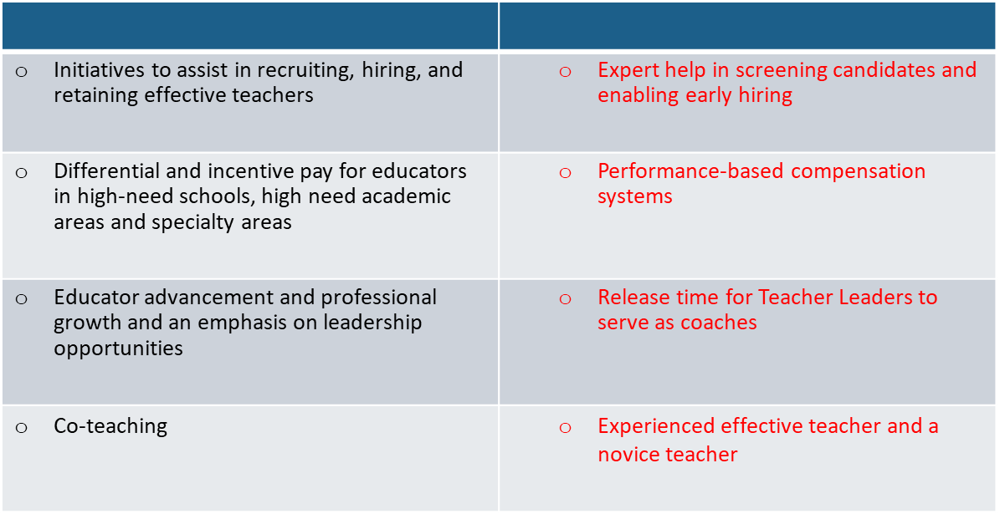 o Initiatives to assist in recruiting, hiring, and
retaining effective teachers
o Expert help in screening candidates and
enabling early hiring
o Differential and incentive pay for educators
in high-need schools, high need academic
areas and specialty areas
o Performance-based compensation
systems
o Educator advancement and professional
growth and an emphasis on leadership
opportunities
o Release time for Teacher Leaders to
serve as coaches
o Co-teaching
o Experienced effective teacher and a
novice teacher